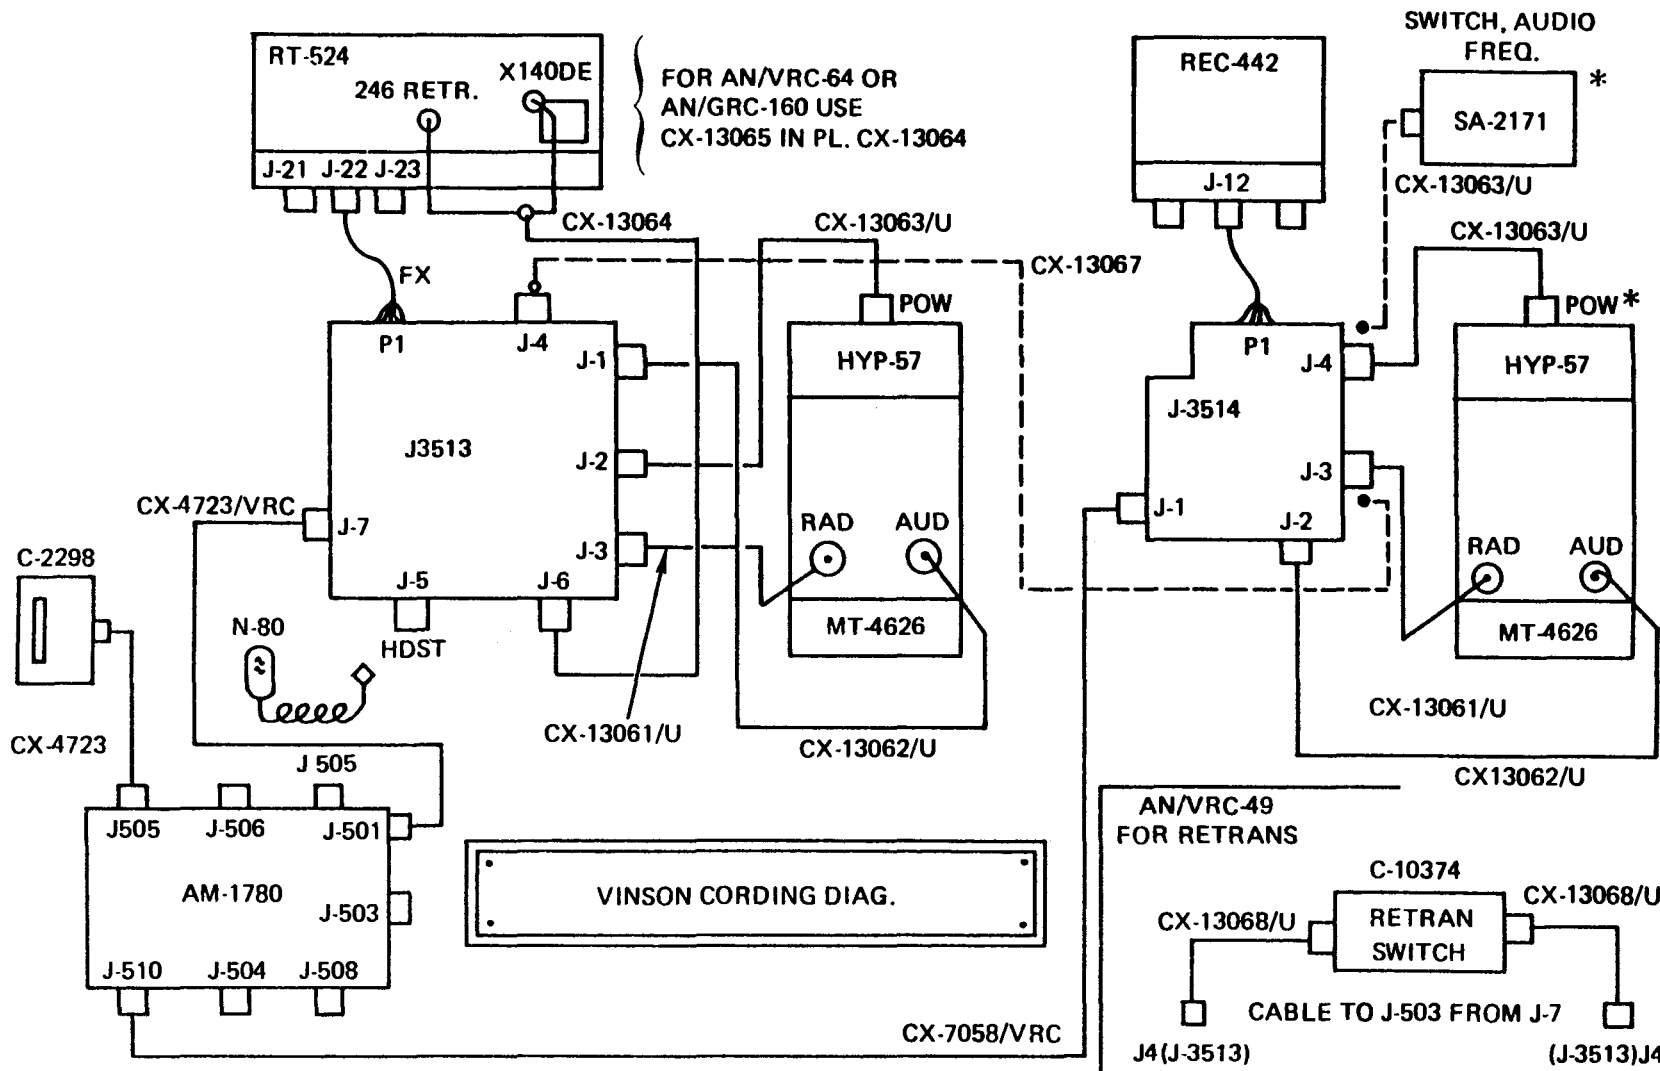 RT-524
246 RETR.
X140DE
J-21 J-22 J-23
FOR AN/VRC-64 OR
AN/GRC-160 USE
CX-13065 IN PL. CX-13064
REC-442
J-12
SWITCH, AUDIO
FREQ.
*
SA-2171
CX-13063/U
CX-13064
CX-13063/U
CX-13067
CX-13063/U
FX
POW
POW*
P1
J-4
J-1
J-2
J-3
J3513
J-7
J-5
J-6
HDST
HYP-57
RAD
AUD
MT-4626
P1
J-4
J-3514
J-3
J-1
J-2
HYP-57
RAD
AUD
MT-4626
CX-4723/VRC
C-2298
N-80
CX-4723
CX-13061/U
CX-13062/U
CX-13061/U
CX13062/U
J 505
J505
J-506
J-501
AM-1780
J-503
J-510
J-504
J-508
VINSON CORDING DIAG.
CX-7058/VRC
AN/VRC-49
FOR RETRANS
C-10374
CX-13068/U
RETRAN
SWITCH
CX-13068/U
CABLE TO J-503 FROM J-7
J4(J-3513)
(J-3513)J4